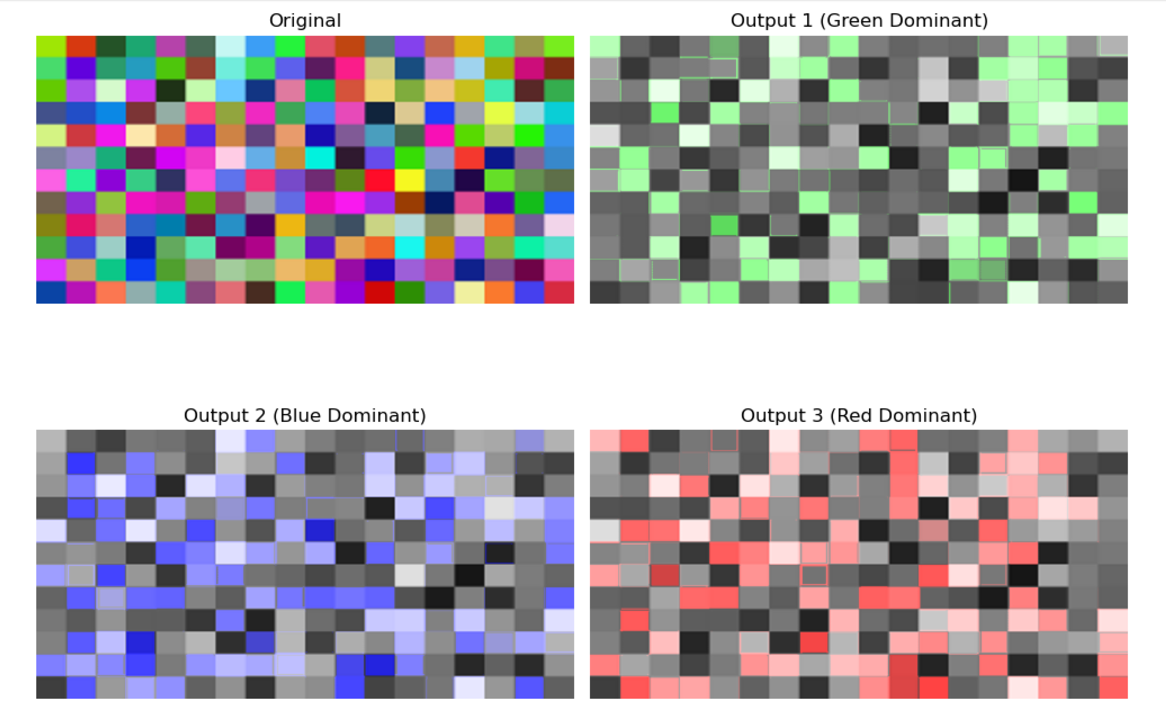 Original
Output 1 (Green Dominant)
Output 2 (Blue Dominant)
Output 3 (Red Dominant)